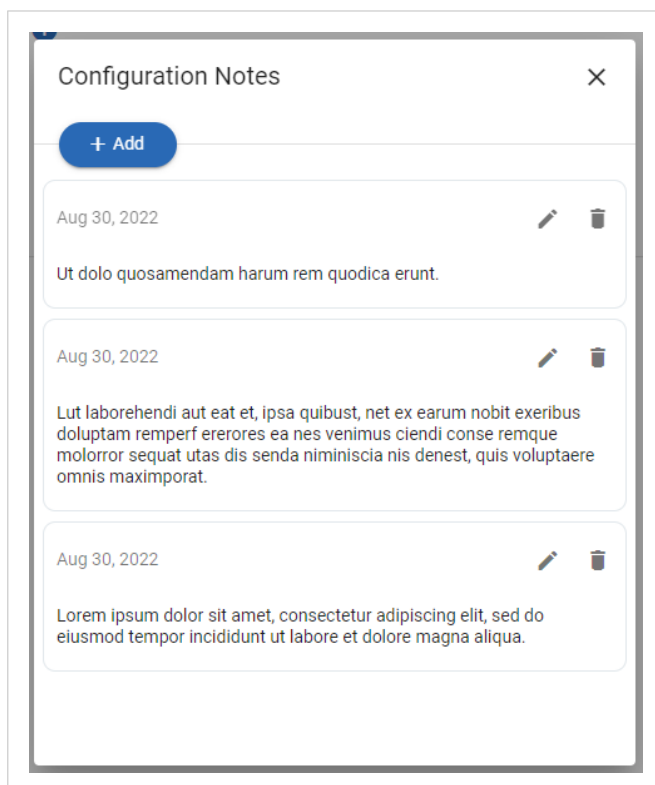 Configuration Notes
+ Add
Aug 30, 2022
Ut dolo quosamendam harum rem quodica erunt.
Aug 30, 2022
Lut laborehendi aut eat et, ipsa quibust, net ex earum nobit exeribus
doluptam remperf ererores ea nes venimus ciendi conse remque
molorror sequat utas dis senda niminiscia nis denest, quis voluptaere
omnis maximporat.
Aug 30, 2022
Lorem ipsum dolor sit amet, consectetur adipiscing elit, sed do
eiusmod tempor incididunt ut labore et dolore magna aliqua.